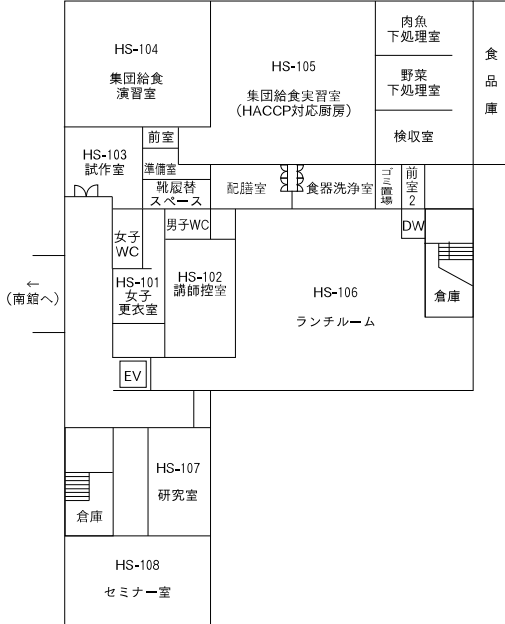 HS-104
集団給食
演習室
HS-105
集団給食実習室
(HACCP対応厨房)
肉魚
下処理室
野菜
下処理室
検収室
食品庫
HS-103
試作室
前室
準備室
靴履替
スペース
配膳室
食器洗浄室
ゴミ置場
前室2
女子
WC
男子WC
DW
HS-101
女子
更衣室
HS-102
講師控室
HS-106
ランチルーム
倉庫
←
(南館へ)
EV
HS-107
研究室
倉庫
HS-108
セミナー室